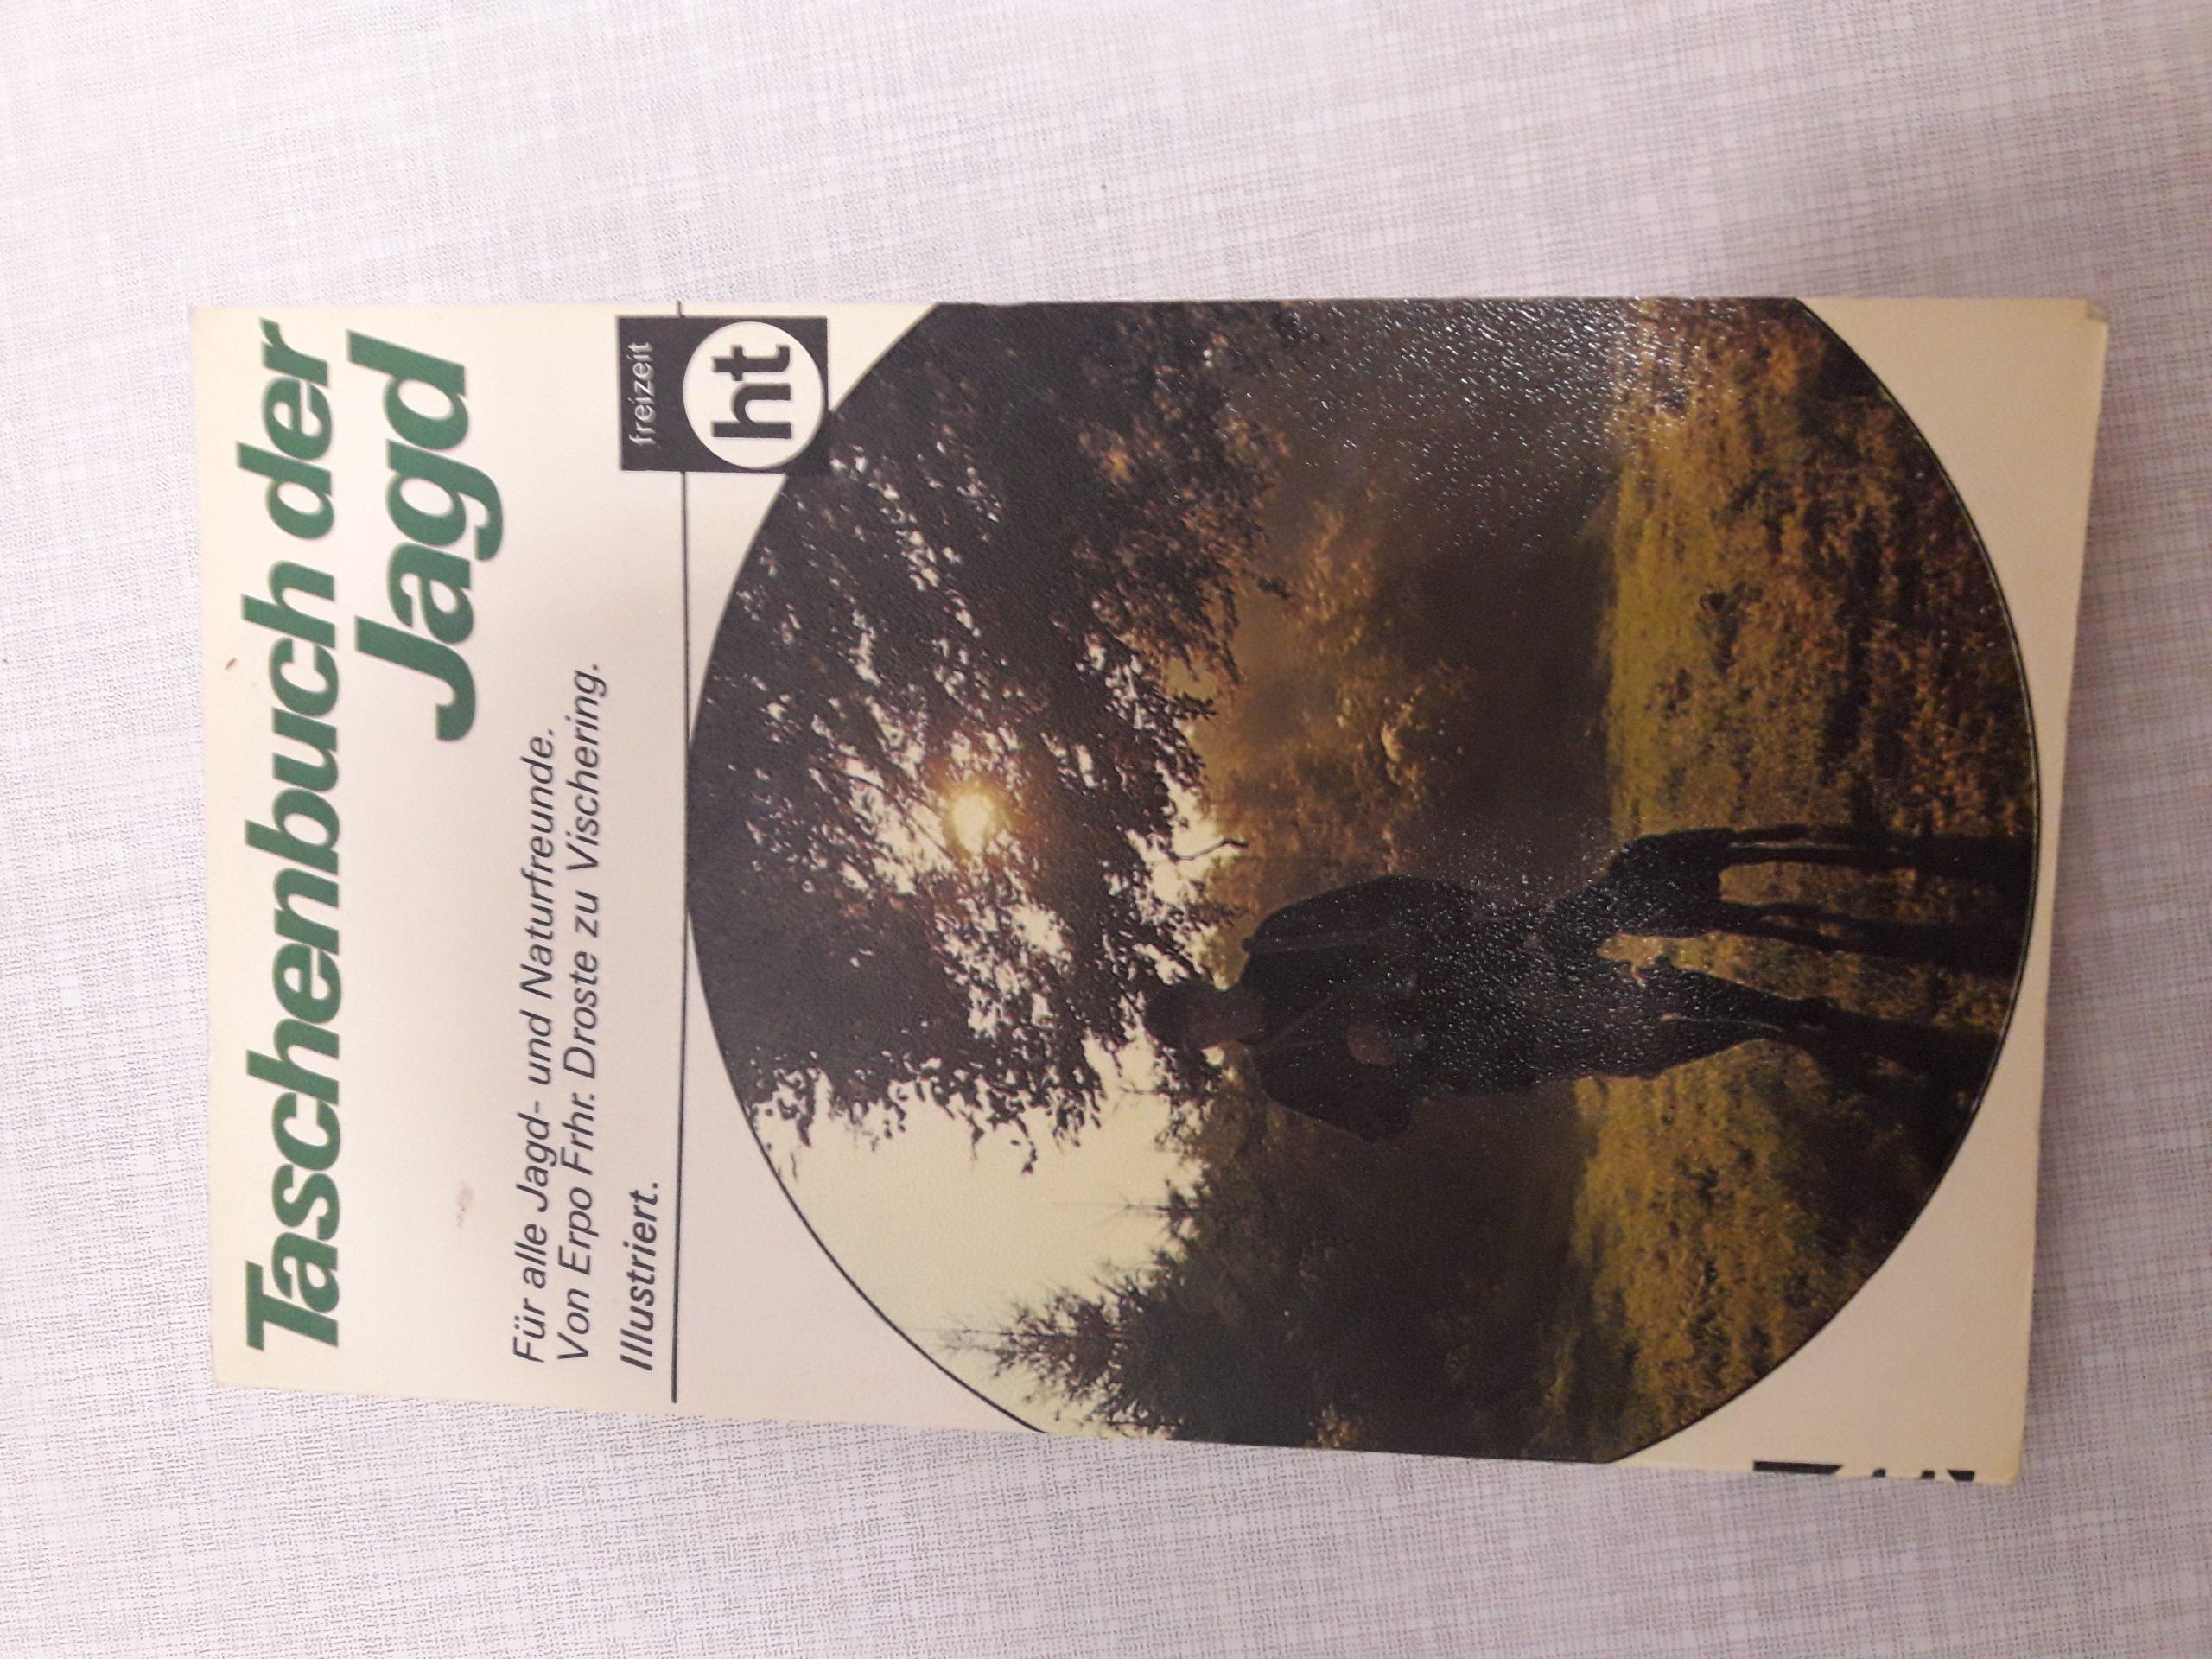 Taschenbuch der
Jagd
Für alle Jagd- und Naturfreunde.
Von Erpo Frhr. Droste zu Vischering.
Illustriert.
freizeit
ht